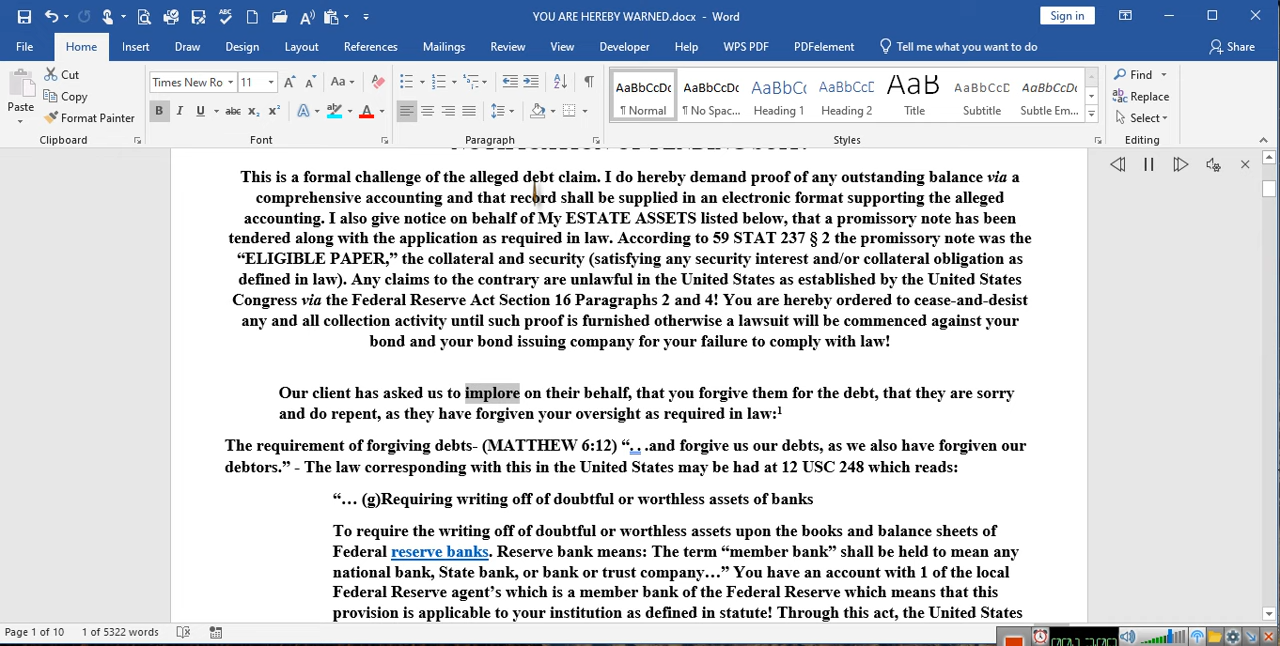 YOU ARE HEREBY WARNED.docx - Word
Sign in
File Home Insert Draw Design Layout References Mailings Review View Developer Help WPS PDF PDFelement Tell me what you want to do Share
Paste
Cut
Copy
Format Painter
Clipboard
Times New Ro 11
Font
Paragraph
AaBbCcDc AaBbCcDc AaBbCc AaBbCcE AaB AaBbCcD AaBbCcDc
¶ Normal ¶ No Spac... Heading 1 Heading 2 Title Subtitle Subtle Em...
Styles
Find
Replace
Select
Editing
This is a formal challenge of the alleged debt claim. I do hereby demand proof of any outstanding balance via a
comprehensive accounting and that record shall be supplied in an electronic format supporting the alleged
accounting. I also give notice on behalf of My ESTATE ASSETS listed below, that a promissory note has been
tendered along with the application as required in law. According to 59 STAT 237 § 2 the promissory note was the
“ELIGIBLE PAPER,” the collateral and security (satisfying any security interest and/or collateral obligation as
defined in law). Any claims to the contrary are unlawful in the United States as established by the United States
Congress via the Federal Reserve Act Section 16 Paragraphs 2 and 4! You are hereby ordered to cease-and-desist
any and all collection activity until such proof is furnished otherwise a lawsuit will be commenced against your
bond and your bond issuing company for your failure to comply with law!
Our client has asked us to implore on their behalf, that you forgive them for the debt, that they are sorry
and do repent, as they have forgiven your oversight as required in law:1
The requirement of forgiving debts- (MATTHEW 6:12) “. . .and forgive us our debts, as we also have forgiven our
debtors.” - The law corresponding with this in the United States may be had at 12 USC 248 which reads:
“… (g)Requiring writing off of doubtful or worthless assets of banks
To require the writing off of doubtful or worthless assets upon the books and balance sheets of
Federal reserve banks. Reserve bank means: The term “member bank” shall be held to mean any
national bank, State bank, or bank or trust company…” You have an account with 1 of the local
Federal Reserve agent’s which is a member bank of the Federal Reserve which means that this
provision is applicable to your institution as defined in statute! Through this act, the United States
Page 1 of 10 1 of 5322 words